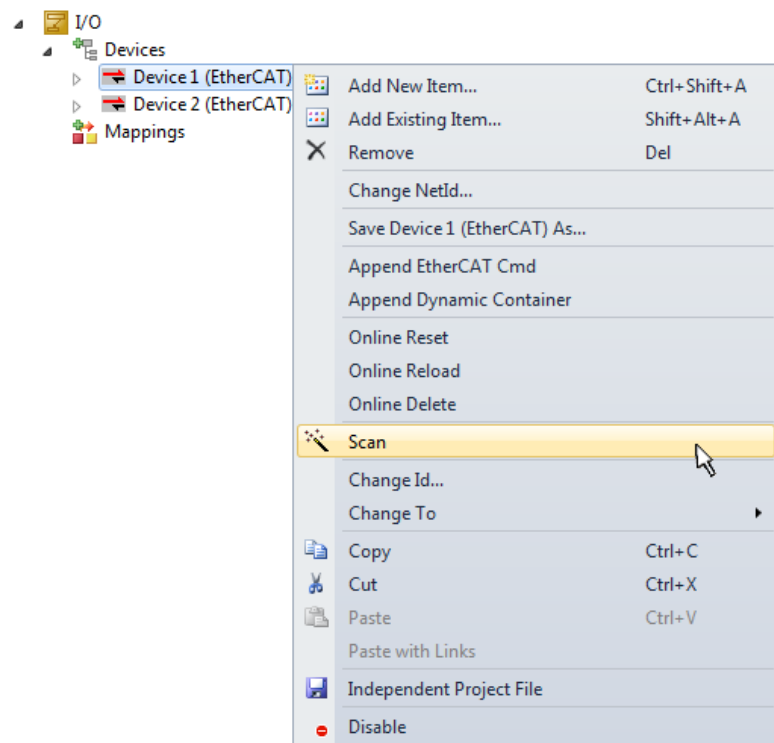 I/O
Devices
Device 1 (EtherCAT)
Device 2 (EtherCAT)
Mappings
Add New Item... Ctrl+Shift+A
Add Existing Item... Shift+Alt+A
Remove Del
Change NetId...
Save Device 1 (EtherCAT) As...
Append EtherCAT Cmd
Append Dynamic Container
Online Reset
Online Reload
Online Delete
Scan
Change Id...
Change To
Copy Ctrl+C
Cut Ctrl+X
Paste Ctrl+V
Paste with Links
Independent Project File
Disable